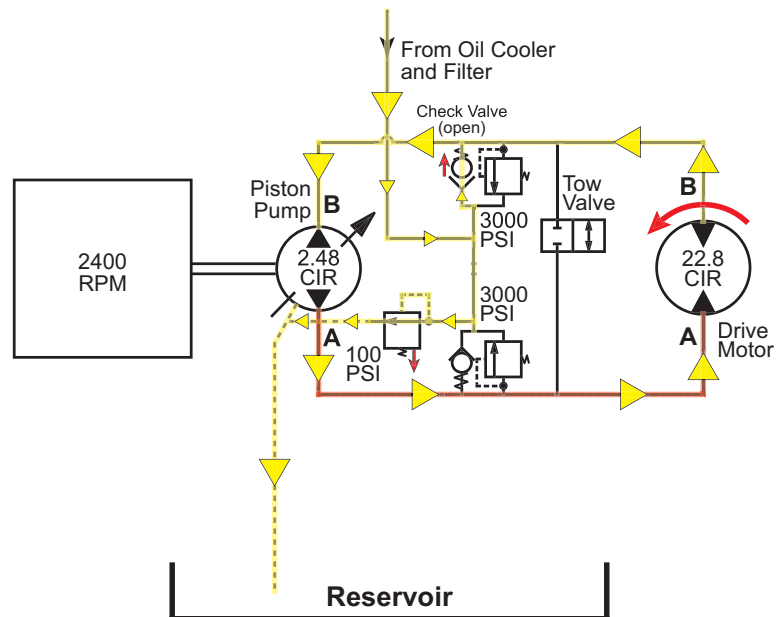 From Oil Cooler
and Filter
Check Valve
(open)
Piston
Pump
B
Tow
Valve
B
3000
PSI
2400
RPM
2.48
CIR
22.8
CIR
3000
PSI
A
100
PSI
A
Drive
Motor
Reservoir